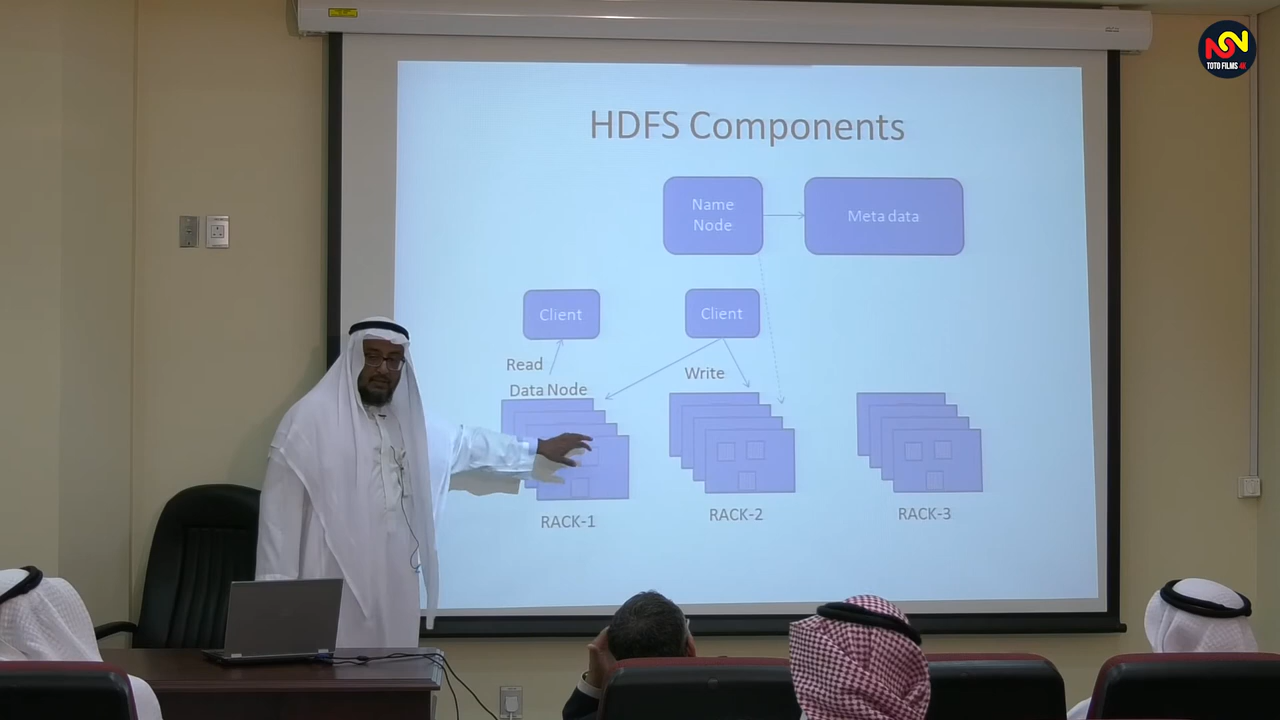 TOTO FILMS 4K
HDFS Components
Name
Node
Meta data
Client
Client
Read
Write
Data Node
RACK-1
RACK-2
RACK-3